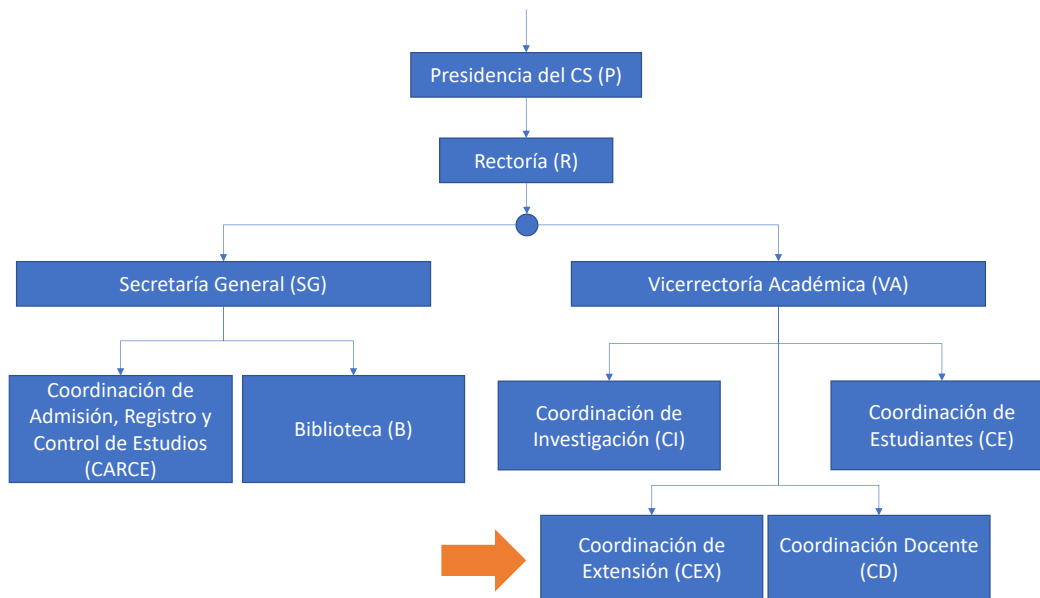 Presidencia del CS (P)
Rectoría (R)
Secretaría General (SG)
Vicerrectoría Académica (VA)
Coordinación de
Admisión, Registro y
Control de Estudios
(CARCE)
Biblioteca (B)
Coordinación de
Investigación (CI)
Coordinación de
Estudiantes (CE)
Coordinación de
Extensión (CEX)
Coordinación Docente
(CD)